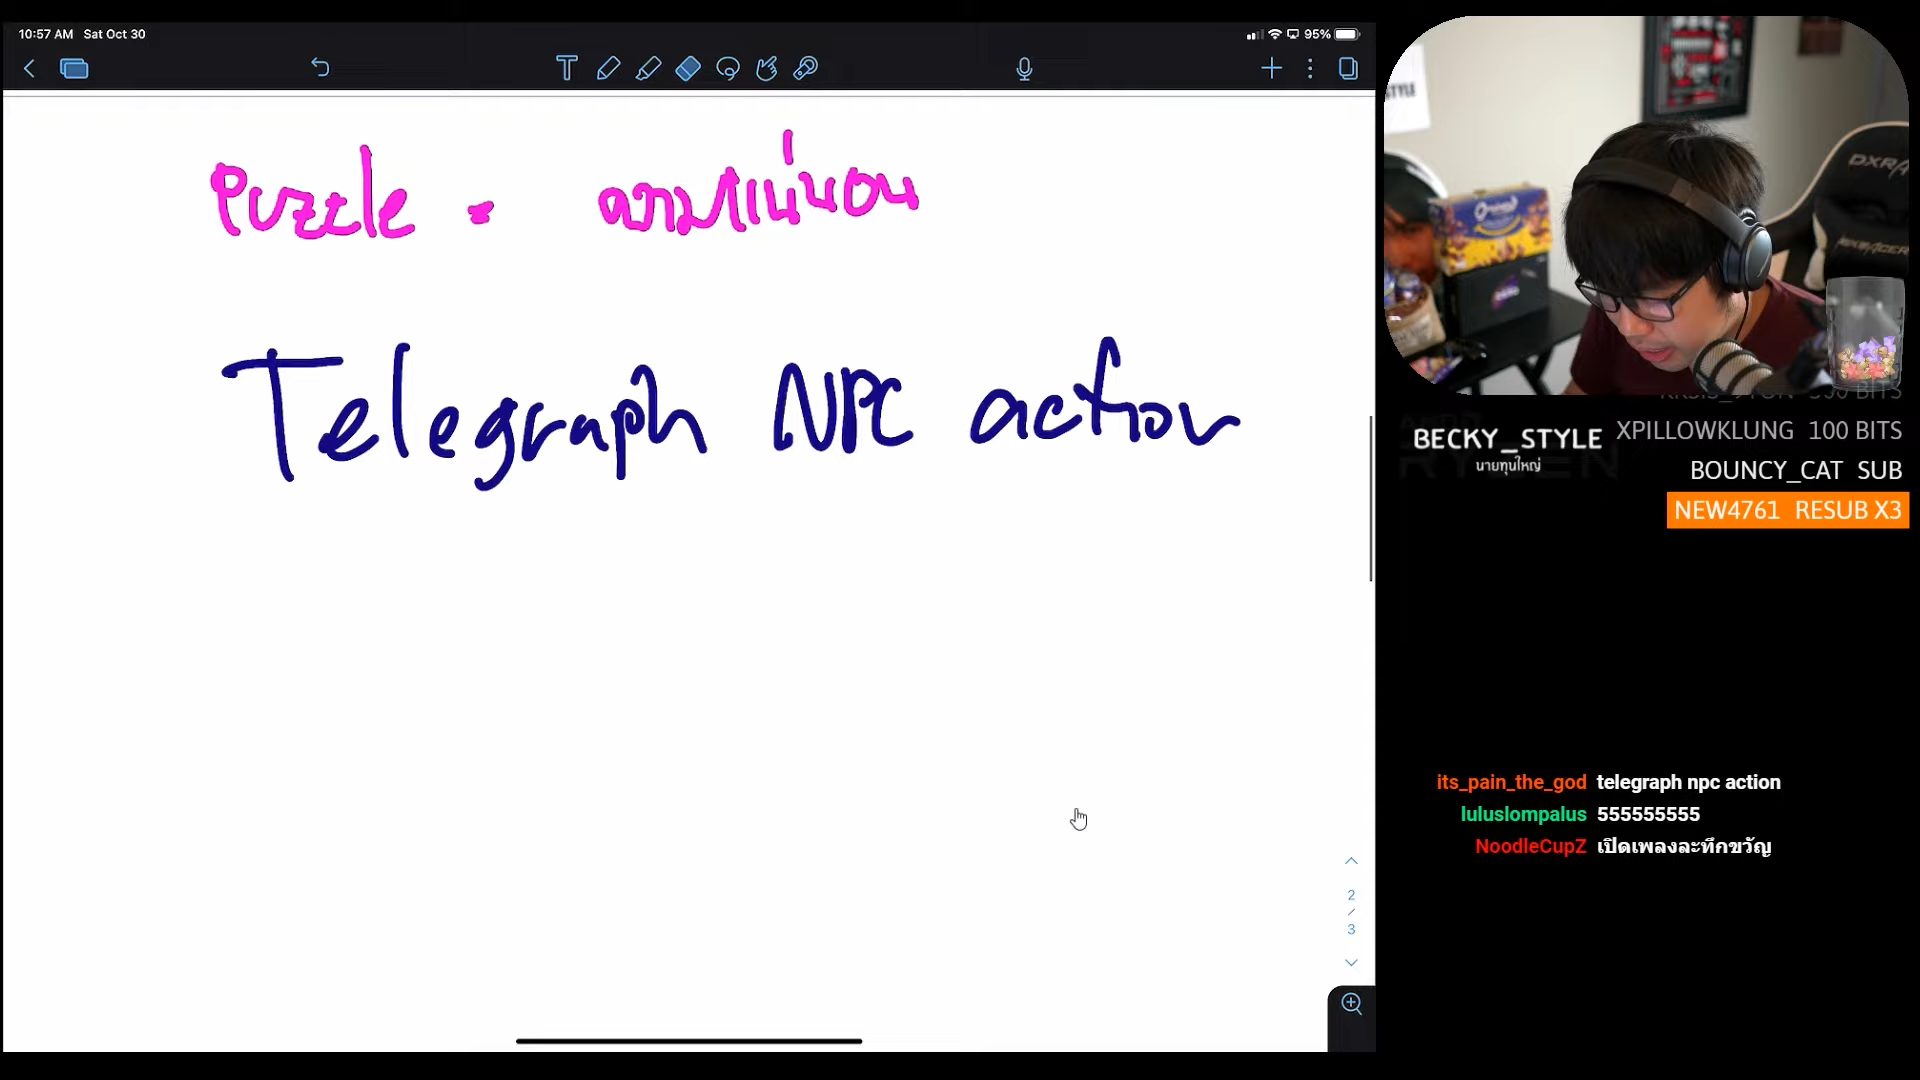 10:57 AM Sat Oct 30
95%
Puzzle = ความแน่นอน
Telegraph NPC action
2
/
3
STYLE
BECKY_STYLE
นายทุนใหญ่
XPILLOWKLUNG 100 BITS
BOUNCY_CAT SUB
NEW4761 RESUB X3
its_pain_the_god telegraph npc action
luluslompalus 555555555
NoodleCupZ เปิดเพลงละทึกขวัญ